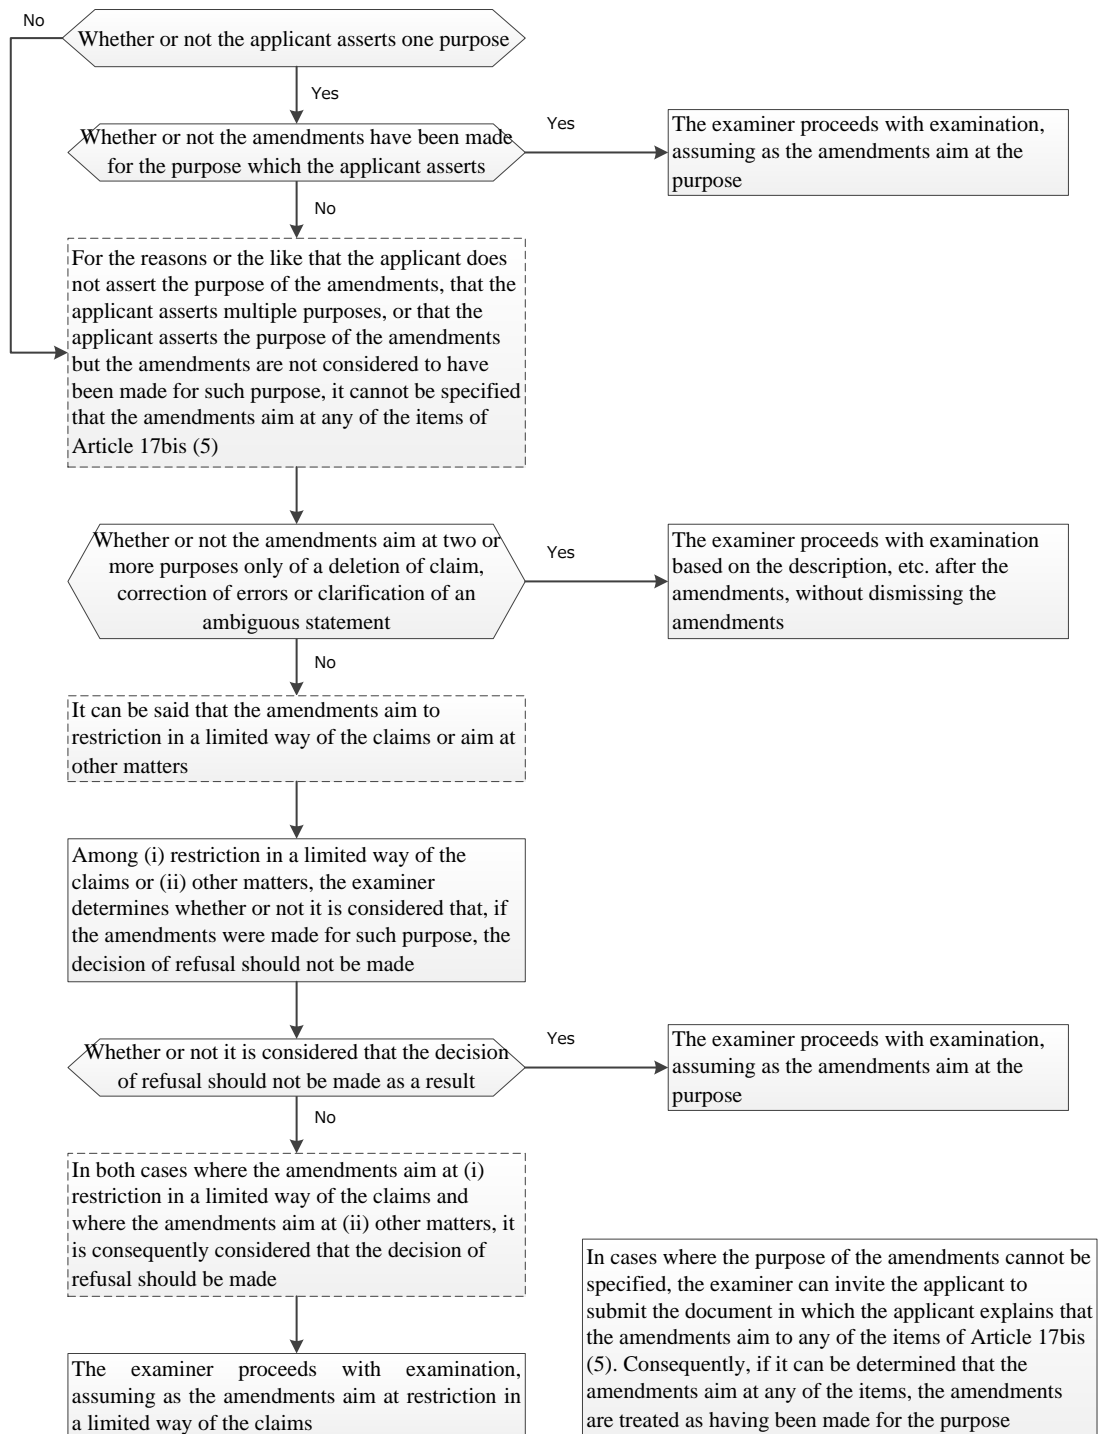 No
Whether or not the applicant asserts one purpose
Yes
Whether or not the amendments have been made
for the purpose which the applicant asserts
Yes
The examiner proceeds with examination,
assuming as the amendments aim at the
purpose
No
For the reasons or the like that the applicant does
not assert the purpose of the amendments, that the
applicant asserts multiple purposes, or that the
applicant asserts the purpose of the amendments
but the amendments are not considered to have
been made for such purpose, it cannot be specified
that the amendments aim at any of the items of
Article 17bis (5)
Whether or not the amendments aim at two or
more purposes only of a deletion of claim,
correction of errors or clarification of an
ambiguous statement
Yes
The examiner proceeds with examination
based on the description, etc. after the
amendments, without dismissing the
amendments
No
It can be said that the amendments aim to
restriction in a limited way of the claims or aim at
other matters
Among (i) restriction in a limited way of the
claims or (ii) other matters, the examiner
determines whether or not it is considered that, if
the amendments were made for such purpose, the
decision of refusal should not be made
Whether or not it is considered that the decision
of refusal should not be made as a result
Yes
The examiner proceeds with examination,
assuming as the amendments aim at the
purpose
No
In both cases where the amendments aim at (i)
restriction in a limited way of the claims and
where the amendments aim at (ii) other matters, it
is consequently considered that the decision of
refusal should be made
The examiner proceeds with examination,
assuming as the amendments aim at restriction in
a limited way of the claims
In cases where the purpose of the amendments cannot be
specified, the examiner can invite the applicant to
submit the document in which the applicant explains that
the amendments aim to any of the items of Article 17bis
(5). Consequently, if it can be determined that the
amendments aim at any of the items, the amendments
are treated as having been made for the purpose